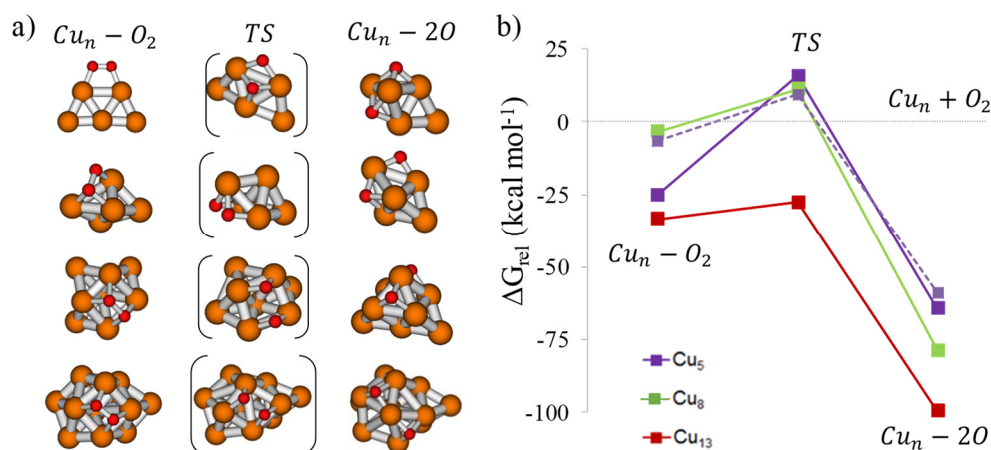 a)
Cuₙ − O₂
TS
Cuₙ − 2O
b)
TS
25
0
-25
-50
-75
-100
ΔG_rel (kcal mol⁻¹)
Cuₙ + O₂
Cuₙ − O₂
Cuₙ − 2O
Cu₅
Cu₈
Cu₁₃